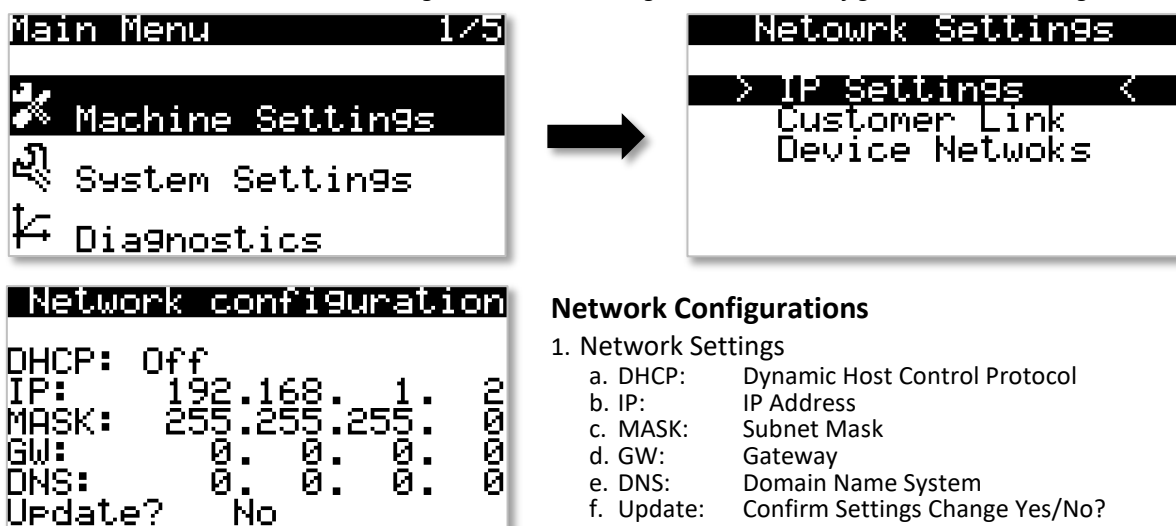 Main Menu 1/5
Machine Settings
System Settings
Diagnostics
Netowrk Settings
> IP Settings <
Customer Link
Device Netwoks
Network configuration
DHCP: Off
IP: 192.168. 1. 2
MASK: 255.255.255. 0
GW: 0. 0. 0. 0
DNS: 0. 0. 0. 0
Update? No
Network Configurations
1. Network Settings
a. DHCP: Dynamic Host Control Protocol
b. IP: IP Address
c. MASK: Subnet Mask
d. GW: Gateway
e. DNS: Domain Name System
f. Update: Confirm Settings Change Yes/No?